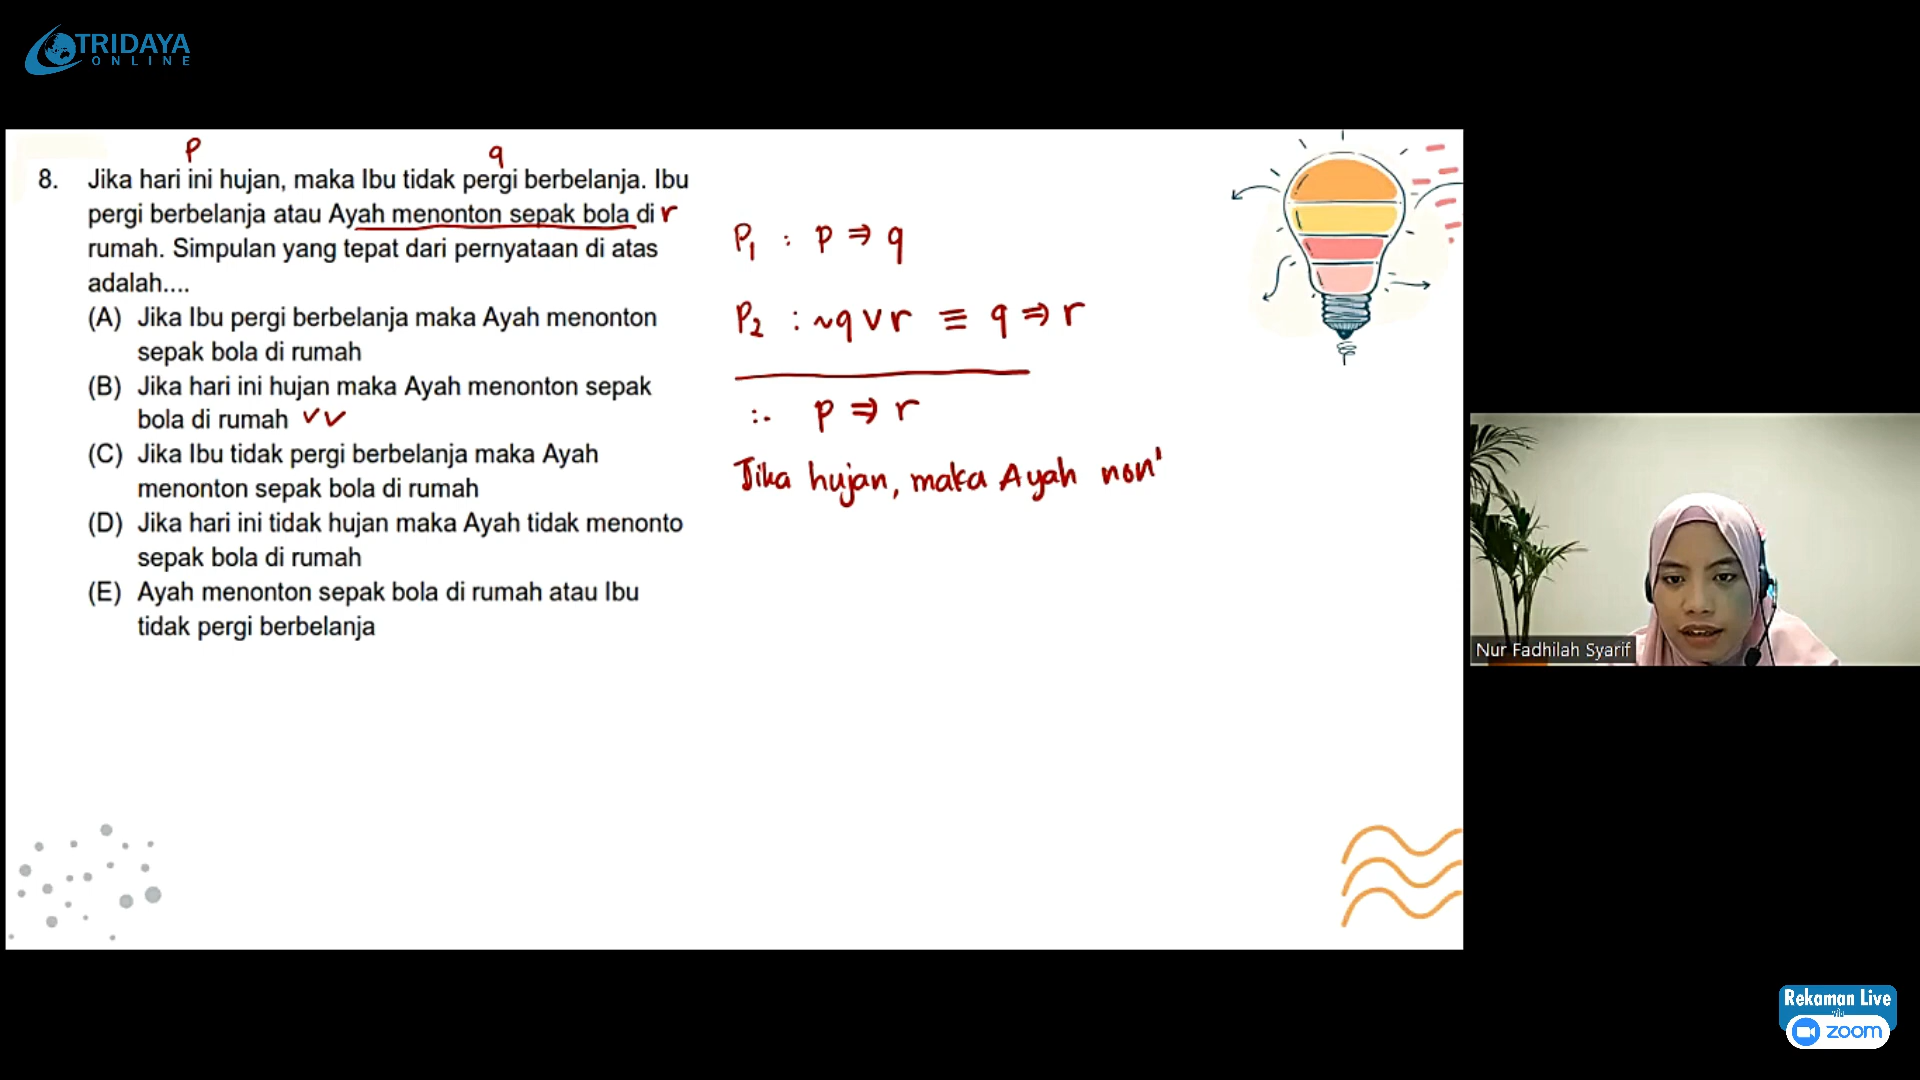 TRIDAYA
ONLINE
p q
8. Jika hari ini hujan, maka Ibu tidak pergi berbelanja. Ibu
pergi berbelanja atau Ayah menonton sepak bola di r
rumah. Simpulan yang tepat dari pernyataan di atas
adalah....
(A) Jika Ibu pergi berbelanja maka Ayah menonton
sepak bola di rumah
(B) Jika hari ini hujan maka Ayah menonton sepak
bola di rumah ✓✓
(C) Jika Ibu tidak pergi berbelanja maka Ayah
menonton sepak bola di rumah
(D) Jika hari ini tidak hujan maka Ayah tidak menonto
sepak bola di rumah
(E) Ayah menonton sepak bola di rumah atau Ibu
tidak pergi berbelanja
P₁ : p ⇒ q
P₂ : ~q ∨ r ≡ q ⇒ r
∴ p ⇒ r
Jika hujan, maka Ayah non'
Nur Fadhilah Syarif
Rekaman Live
via
zoom